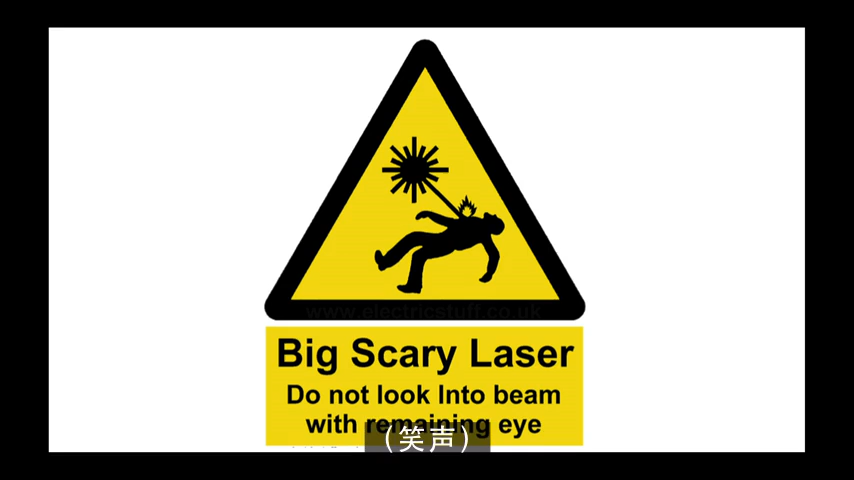 www.electricstuff.co.uk
Big Scary Laser
Do not look Into beam
with remaining eye
(笑声)